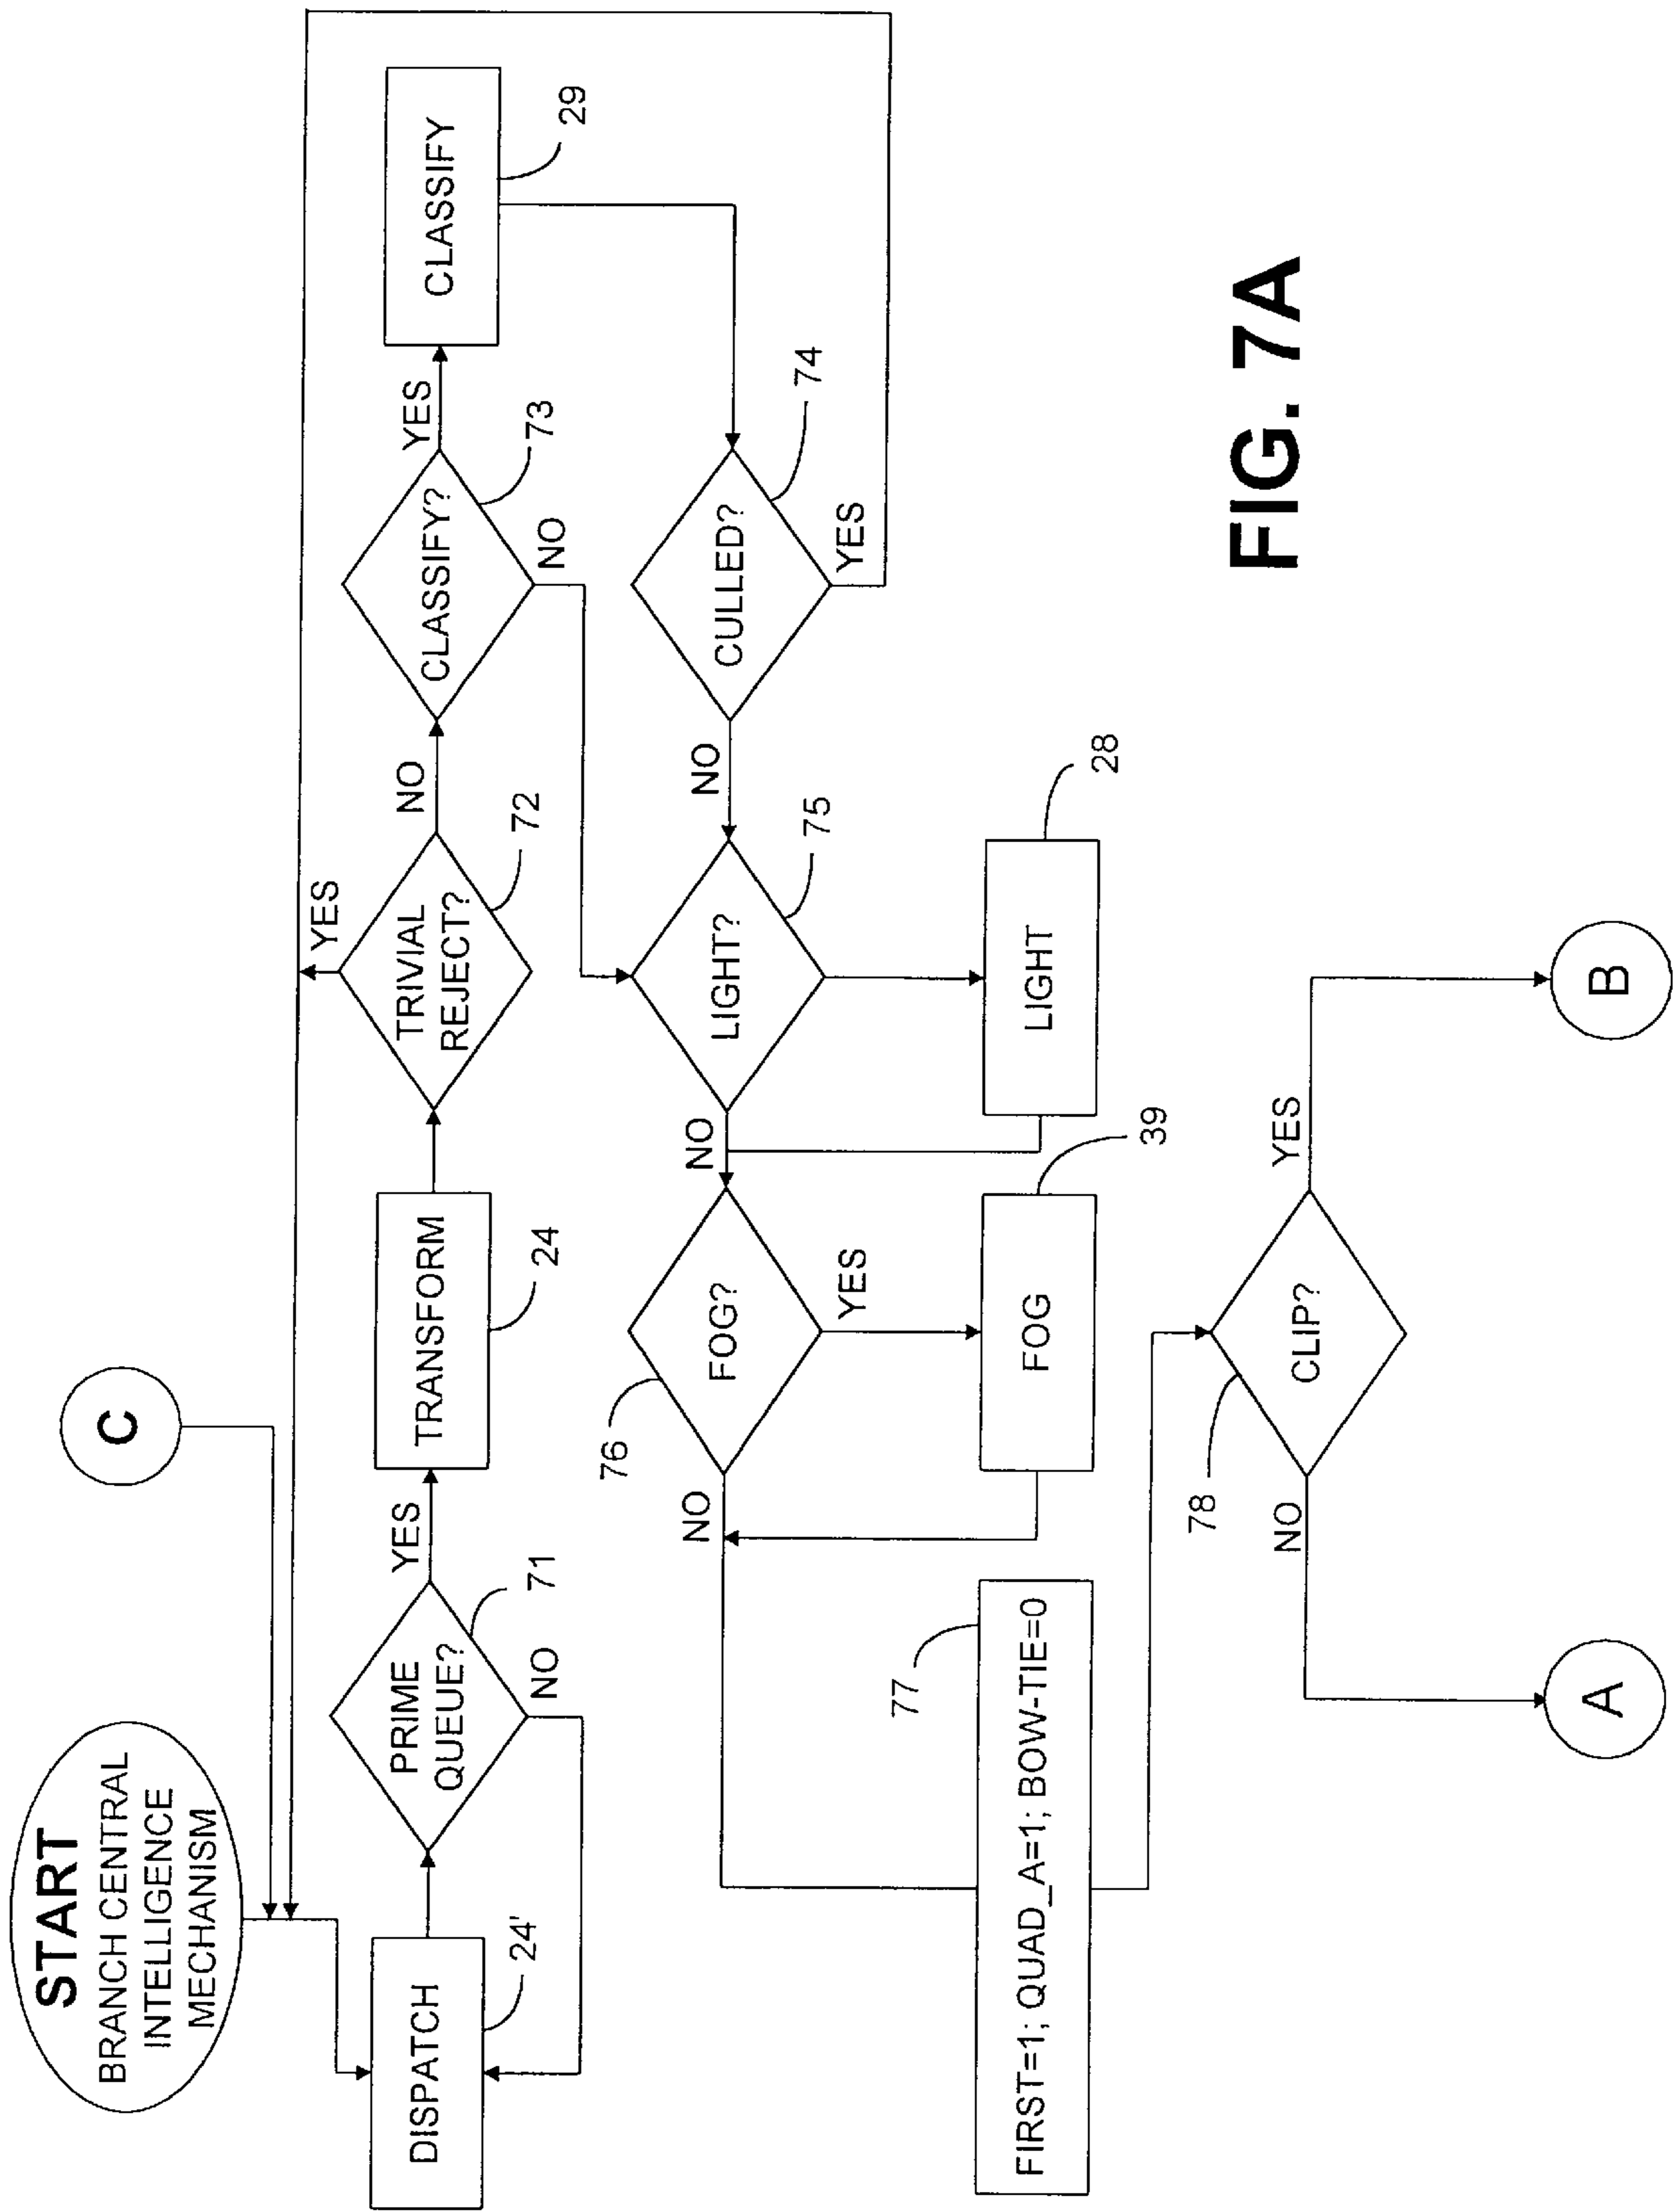 START
BRANCH CENTRAL
INTELLIGENCE
MECHANISM
C
DISPATCH
24'
PRIME
QUEUE?
71
YES
NO
TRANSFORM
24
TRIVIAL
REJECT?
72
YES
NO
CLASSIFY?
73
YES
NO
CLASSIFY
29
CULLED?
74
YES
NO
LIGHT?
75
NO
LIGHT
28
FOG?
76
YES
NO
FOG
39
77
FIRST=1; QUAD_A=1; BOW-TIE=0
CLIP?
78
YES
NO
A
B
FIG. 7A